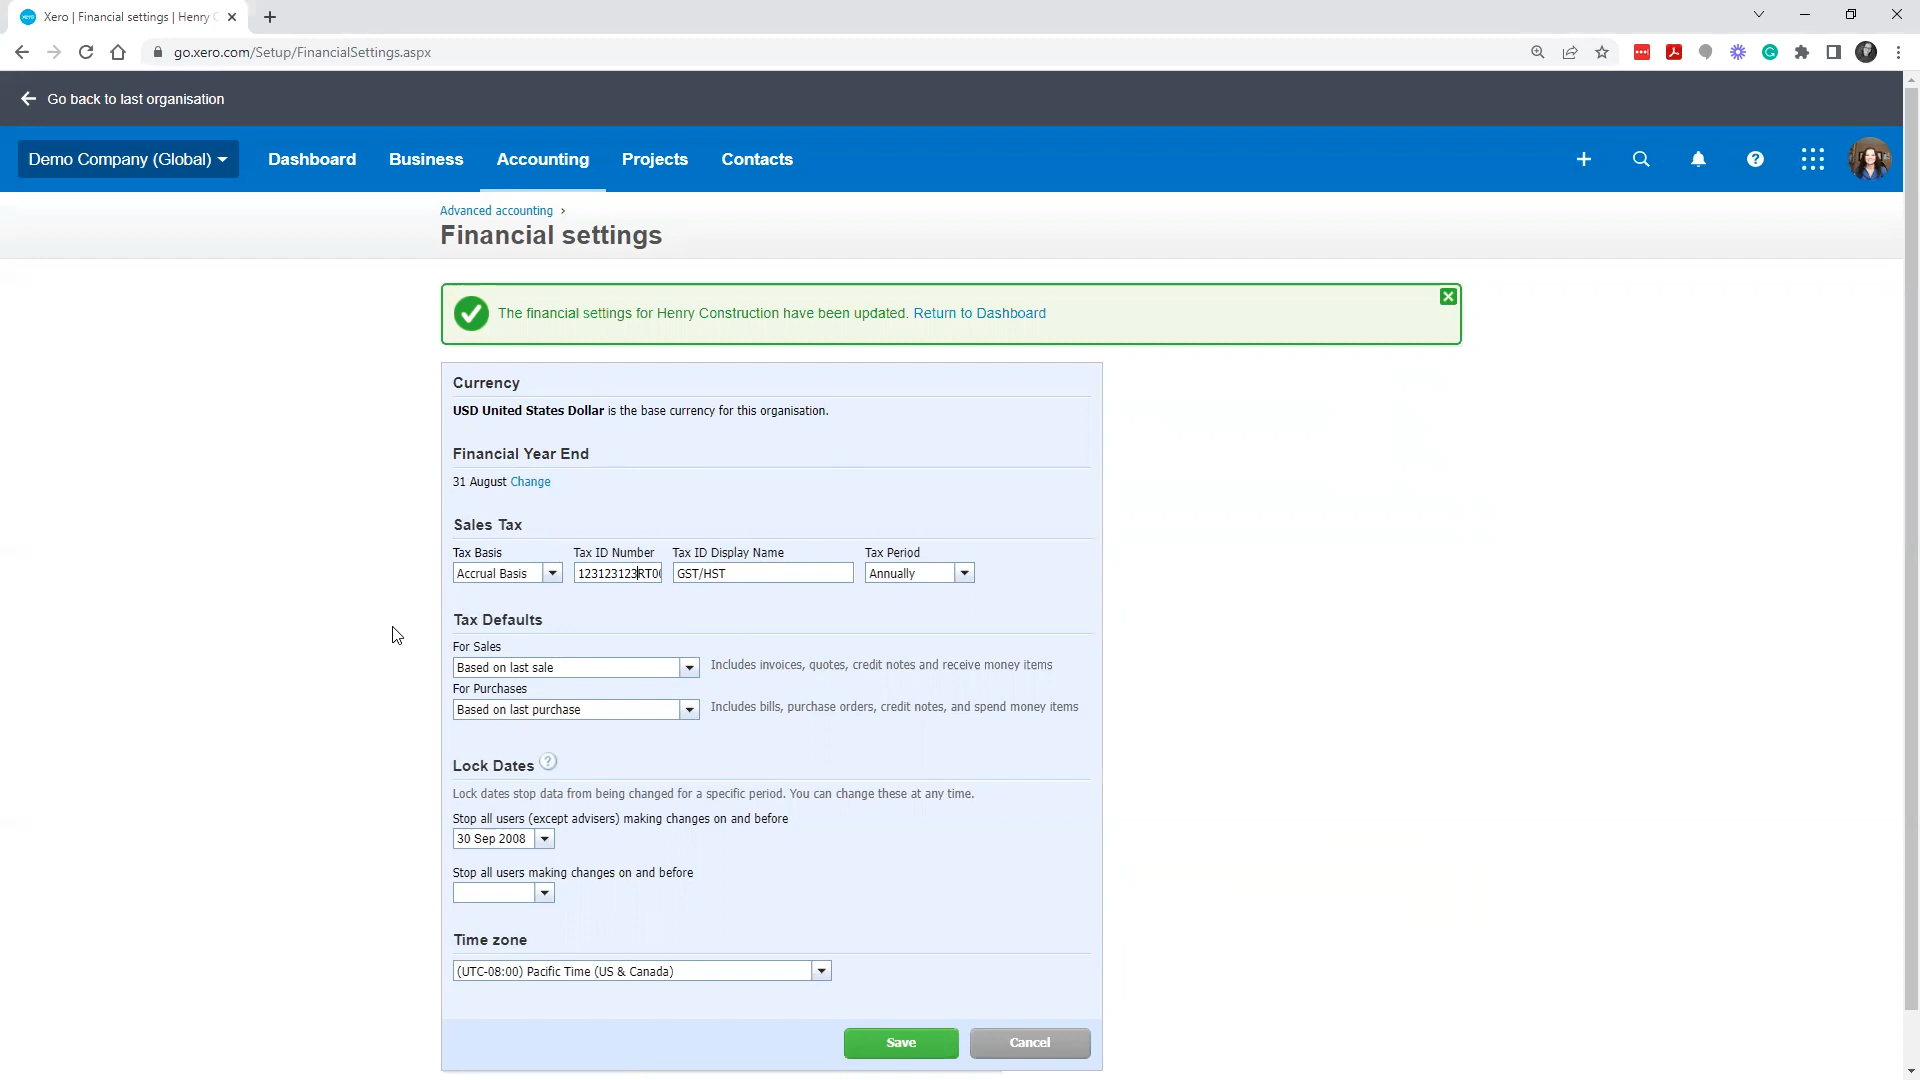 Xero | Financial settings | Henry C
go.xero.com/Setup/FinancialSettings.aspx
Go back to last organisation
Demo Company (Global)
Dashboard
Business
Accounting
Projects
Contacts
Advanced accounting ›
Financial settings
The financial settings for Henry Construction have been updated. Return to Dashboard
Currency
USD United States Dollar is the base currency for this organisation.
Financial Year End
31 August Change
Sales Tax
Tax Basis Tax ID Number Tax ID Display Name Tax Period
Accrual Basis 123123123RT0 GST/HST Annually
Tax Defaults
For Sales
Based on last sale Includes invoices, quotes, credit notes and receive money items
For Purchases
Based on last purchase Includes bills, purchase orders, credit notes, and spend money items
Lock Dates ?
Lock dates stop data from being changed for a specific period. You can change these at any time.
Stop all users (except advisers) making changes on and before
30 Sep 2008
Stop all users making changes on and before
Time zone
(UTC-08:00) Pacific Time (US & Canada)
Save Cancel